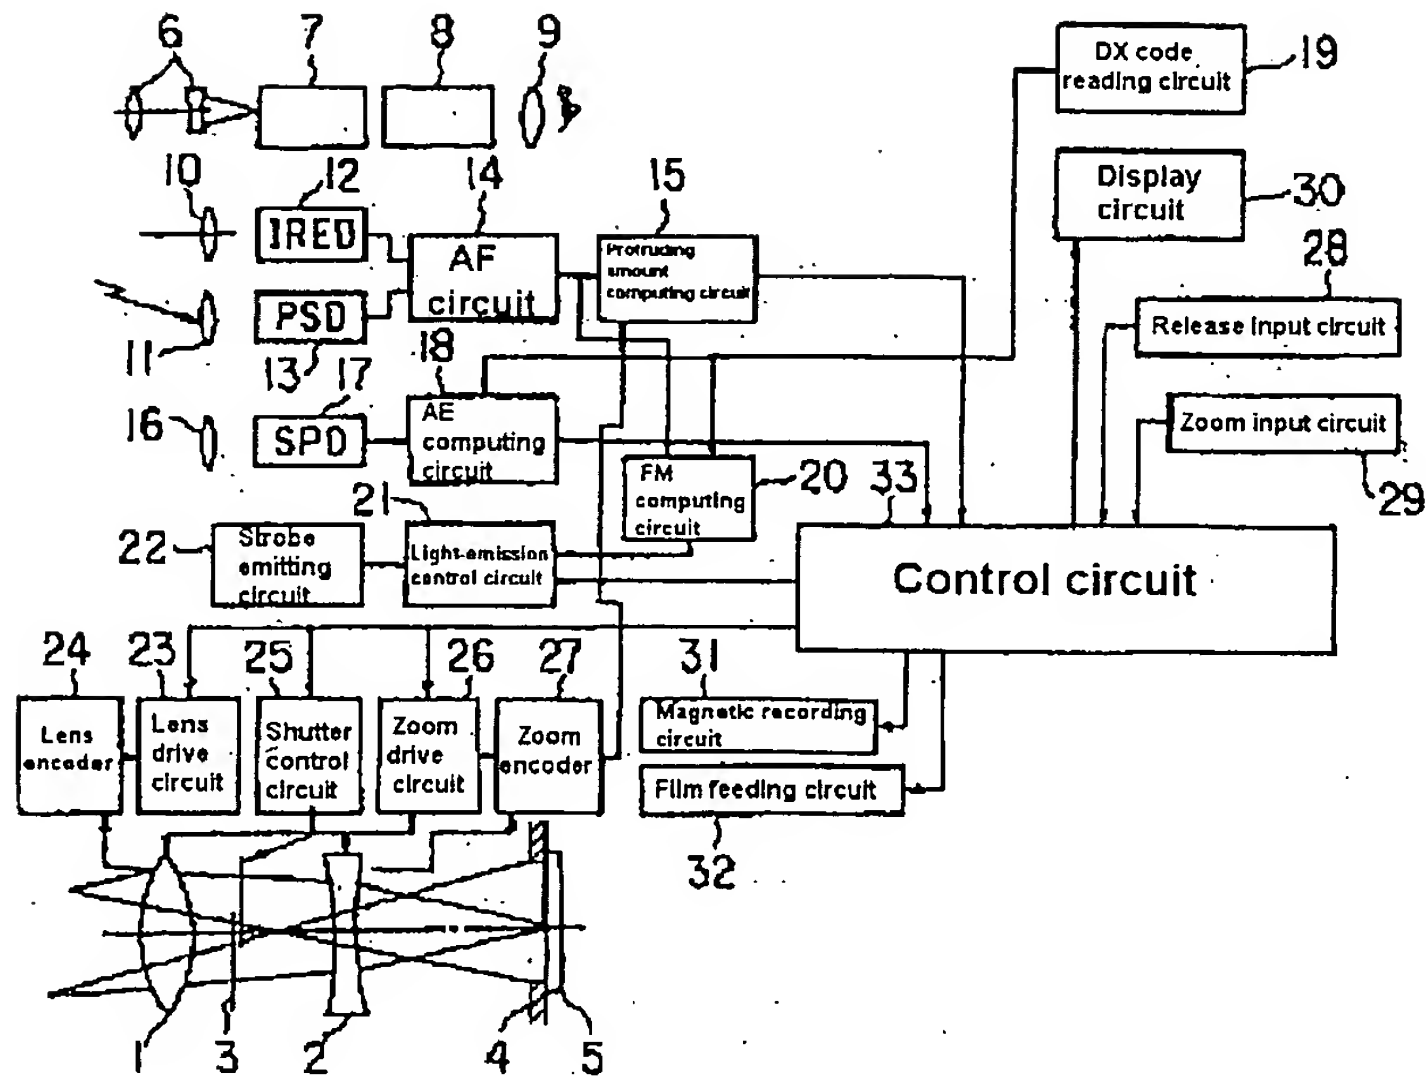 6
7
8
9
DX code
reading circuit
19
10
12
14
15
Display
circuit
30
IRED
AF
circuit
Protruding
amount
computing circuit
28
PSD
Release input circuit
11
13
17
18
16
SPD
AE
computing
circuit
Zoom input circuit
29
FM
computing
circuit
20
33
21
22
Strobe
emitting
circuit
Light-emission
control circuit
Control circuit
24
23
25
26
27
31
Lens
encoder
Lens
drive
circuit
Shutter
control
circuit
Zoom
drive
circuit
Zoom
encoder
Magnetic recording
circuit
Film feeding circuit
32
1
3
2
4
5